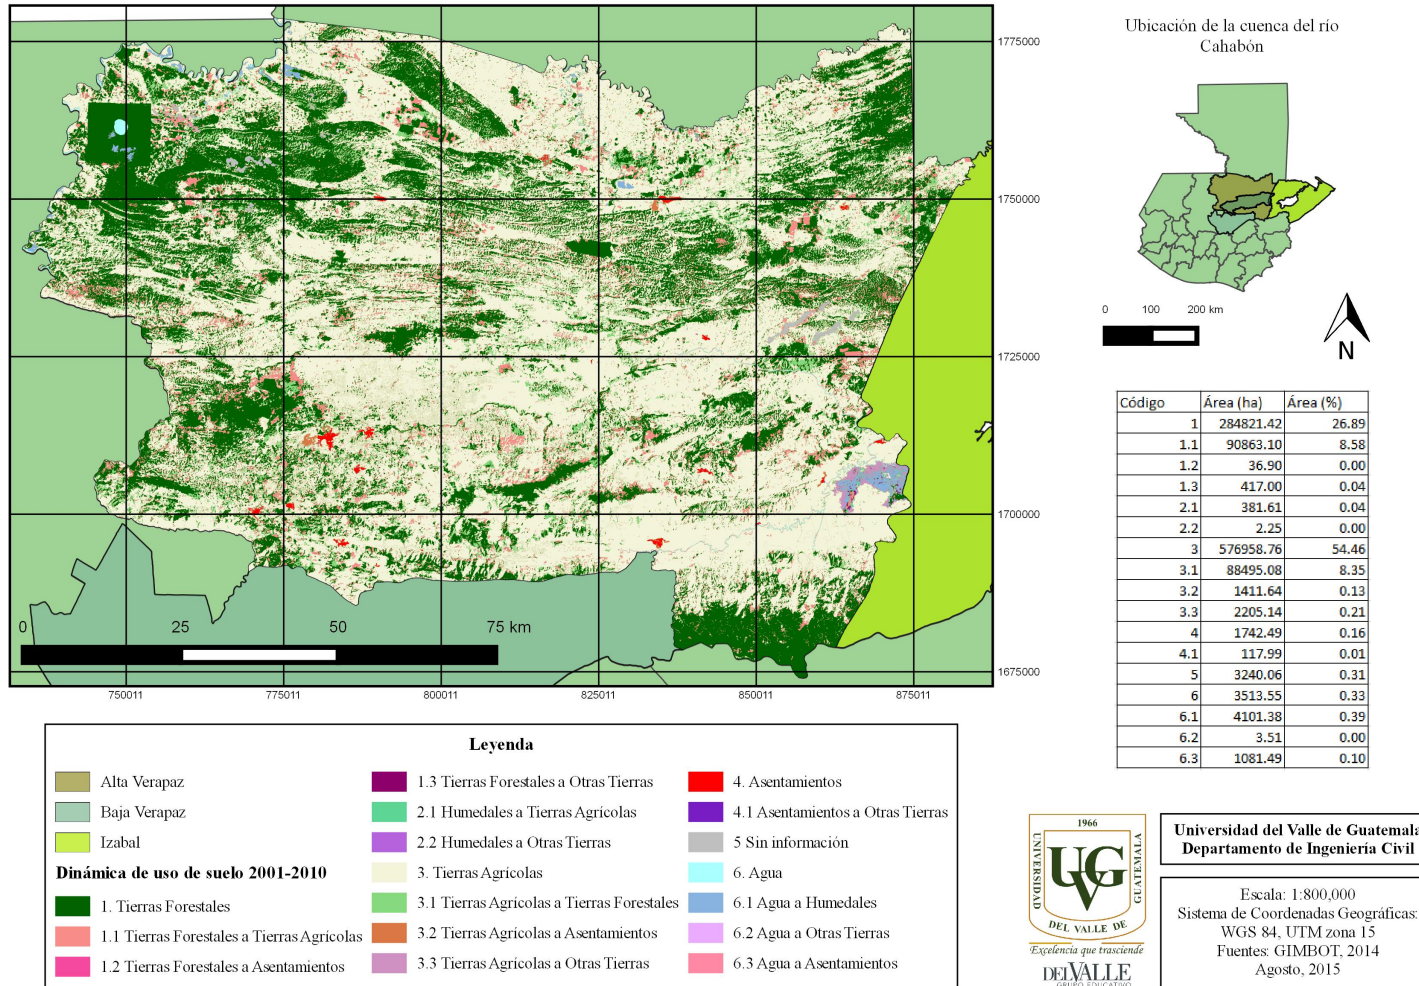 1775000
1750000
1725000
1700000
1675000
0 25 50 75 km
750011 775011 800011 825011 850011 875011
Ubicación de la cuenca del río
Cahabón
0 100 200 km
N
Código Área (ha) Área (%)
1 284821.42 26.89
1.1 90863.10 8.58
1.2 36.90 0.00
1.3 417.00 0.04
2.1 381.61 0.04
2.2 2.25 0.00
3 576958.76 54.46
3.1 88495.08 8.35
3.2 1411.64 0.13
3.3 2205.14 0.21
4 1742.49 0.16
4.1 117.99 0.01
5 3240.06 0.31
6 3513.55 0.33
6.1 4101.38 0.39
6.2 3.51 0.00
6.3 1081.49 0.10
Leyenda
Alta Verapaz
Baja Verapaz
Izabal
Dinámica de uso de suelo 2001-2010
1. Tierras Forestales
1.1 Tierras Forestales a Tierras Agrícolas
1.2 Tierras Forestales a Asentamientos
1.3 Tierras Forestales a Otras Tierras
2.1 Humedales a Tierras Agrícolas
2.2 Humedales a Otros Tierras
3. Tierras Agrícolas
3.1 Tierras Agrícolas a Tierras Forestales
3.2 Tierras Agrícolas a Asentamientos
3.3 Tierras Agrícolas a Otros Tierras
4. Asentamientos
4.1 Asentamientos a Otras Tierras
5 Sin información
6. Agua
6.1 Agua a Humedales
6.2 Agua a Otras Tierras
6.3 Agua a Asentamientos
1966
UNIVERSIDAD
UVG
GUATEMALA
DEL VALLE DE
Excelencia que trasciende
DEL VALLE
GRUPO EDUCATIVO
Universidad del Valle de Guatemala
Departamento de Ingeniería Civil
Escala: 1:800,000
Sistema de Coordenadas Geográficas:
WGS 84, UTM zona 15
Fuentes: GIMBOT, 2014
Agosto, 2015